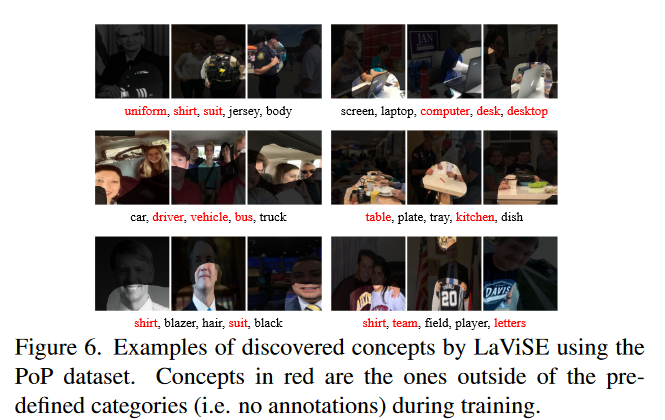 JAN
uniform, shirt, suit, jersey, body
screen, laptop, computer, desk, desktop
car, driver, vehicle, bus, truck
table, plate, tray, kitchen, dish
20
DAVIS
shirt, blazer, hair, suit, black
shirt, team, field, player, letters
Figure 6. Examples of discovered concepts by LaViSE using the
PoP dataset. Concepts in red are the ones outside of the pre-
defined categories (i.e. no annotations) during training.